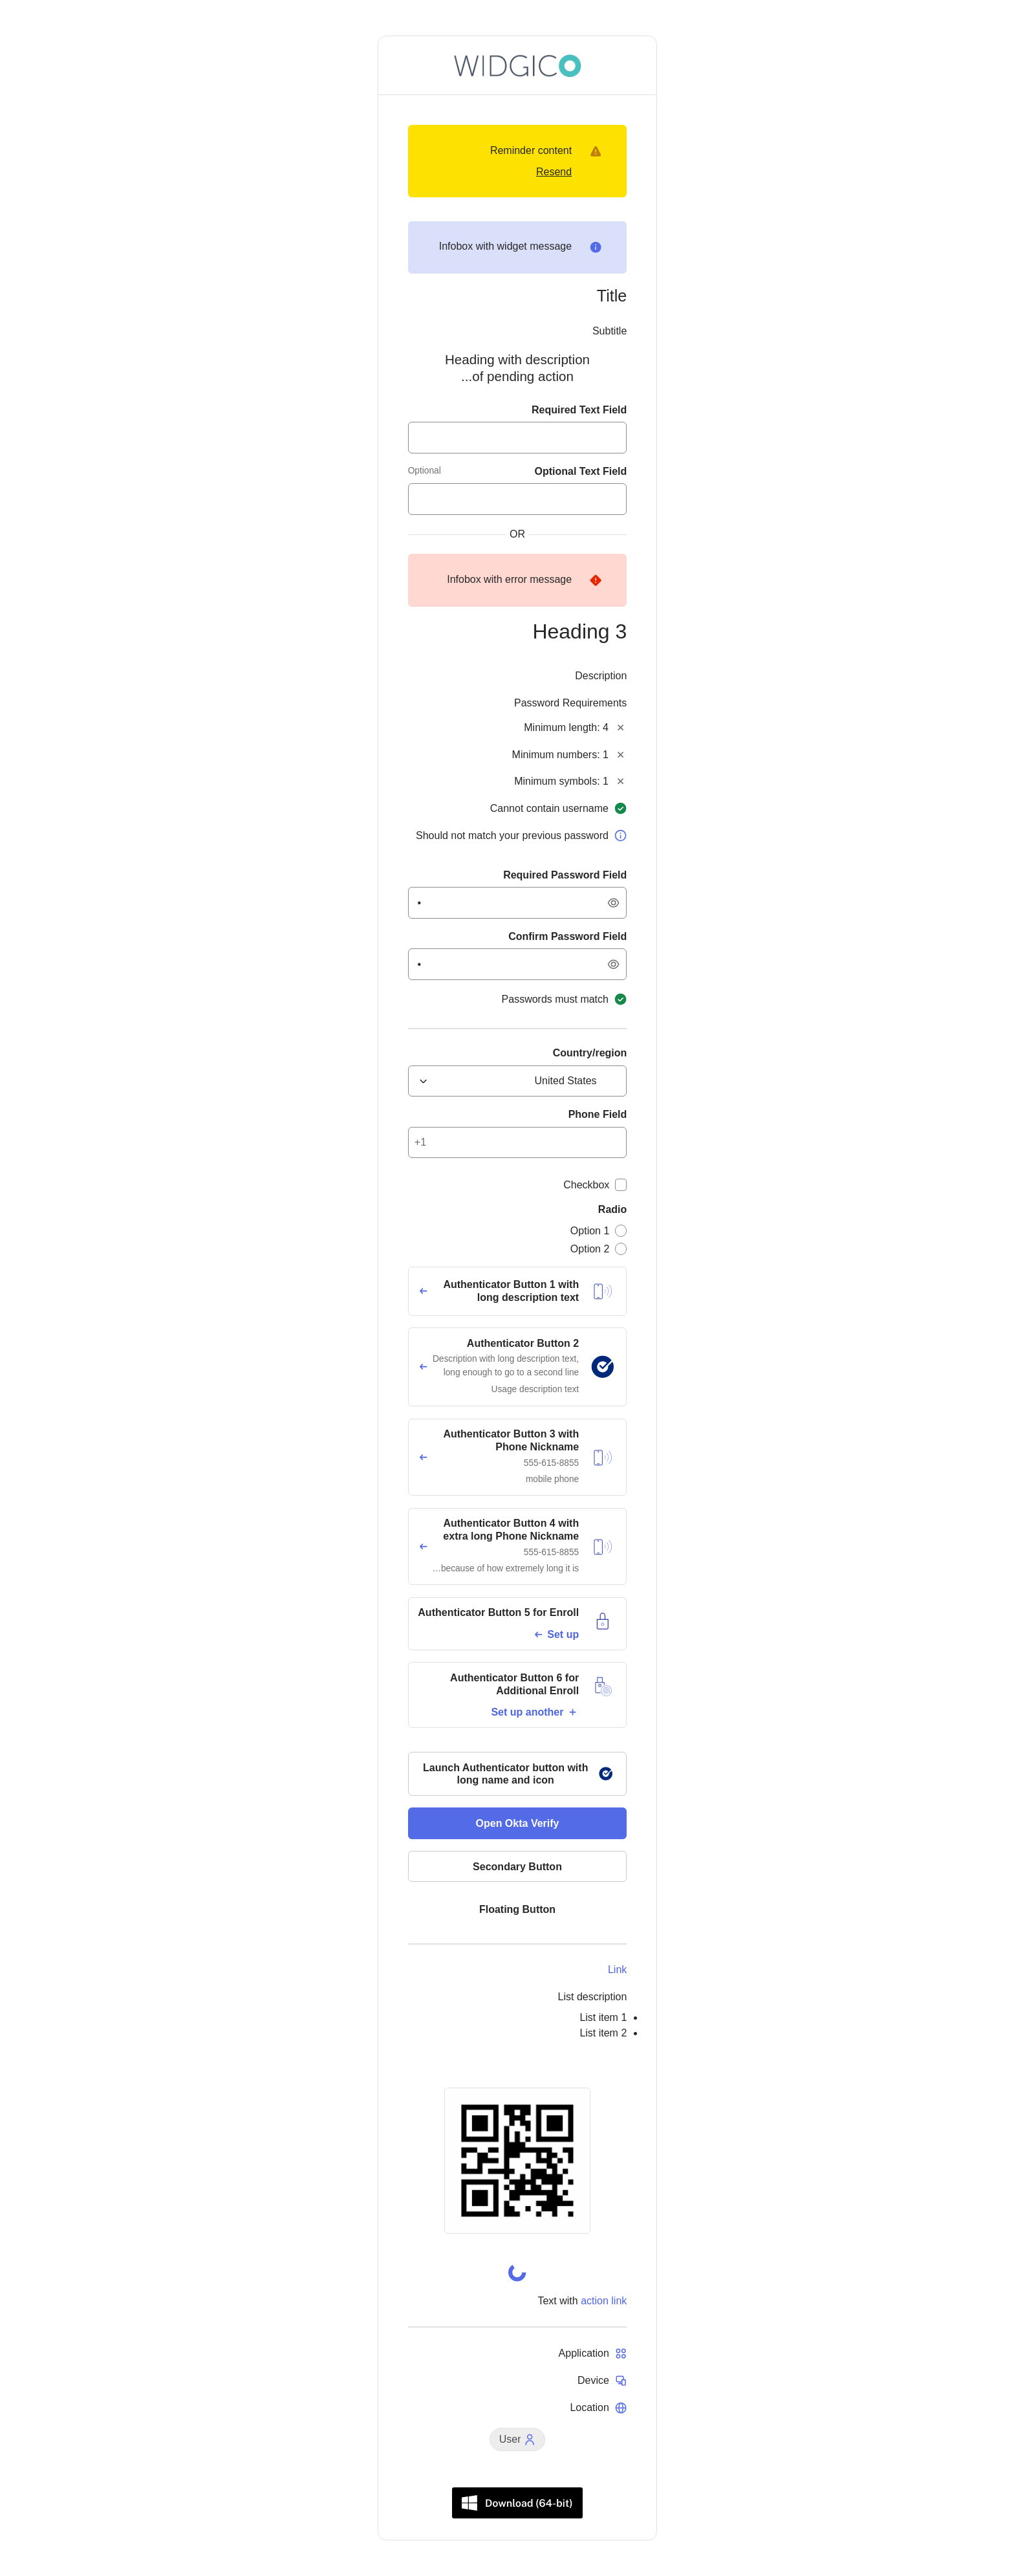 WIDGICO
Reminder content
Resend
Infobox with widget message
Title
Subtitle
Heading with description
...of pending action
Required Text Field
Optional Text Field
Optional
OR
Infobox with error message
Heading 3
Description
Password Requirements
Minimum length: 4
Minimum numbers: 1
Minimum symbols: 1
Cannot contain username
Should not match your previous password
Required Password Field
•
Confirm Password Field
•
Passwords must match
Country/region
United States
Phone Field
+1
Checkbox
Radio
Option 1
Option 2
Authenticator Button 1 with
long description text
Authenticator Button 2
Description with long description text,
long enough to go to a second line
Usage description text
Authenticator Button 3 with
Phone Nickname
555-615-8855
mobile phone
Authenticator Button 4 with
extra long Phone Nickname
555-615-8855
...because of how extremely long it is
Authenticator Button 5 for Enroll
Set up
Authenticator Button 6 for
Additional Enroll
Set up another
Launch Authenticator button with
long name and icon
Open Okta Verify
Secondary Button
Floating Button
Link
List description
• List item 1
• List item 2
Text with action link
Application
Device
Location
User
Download (64-bit)